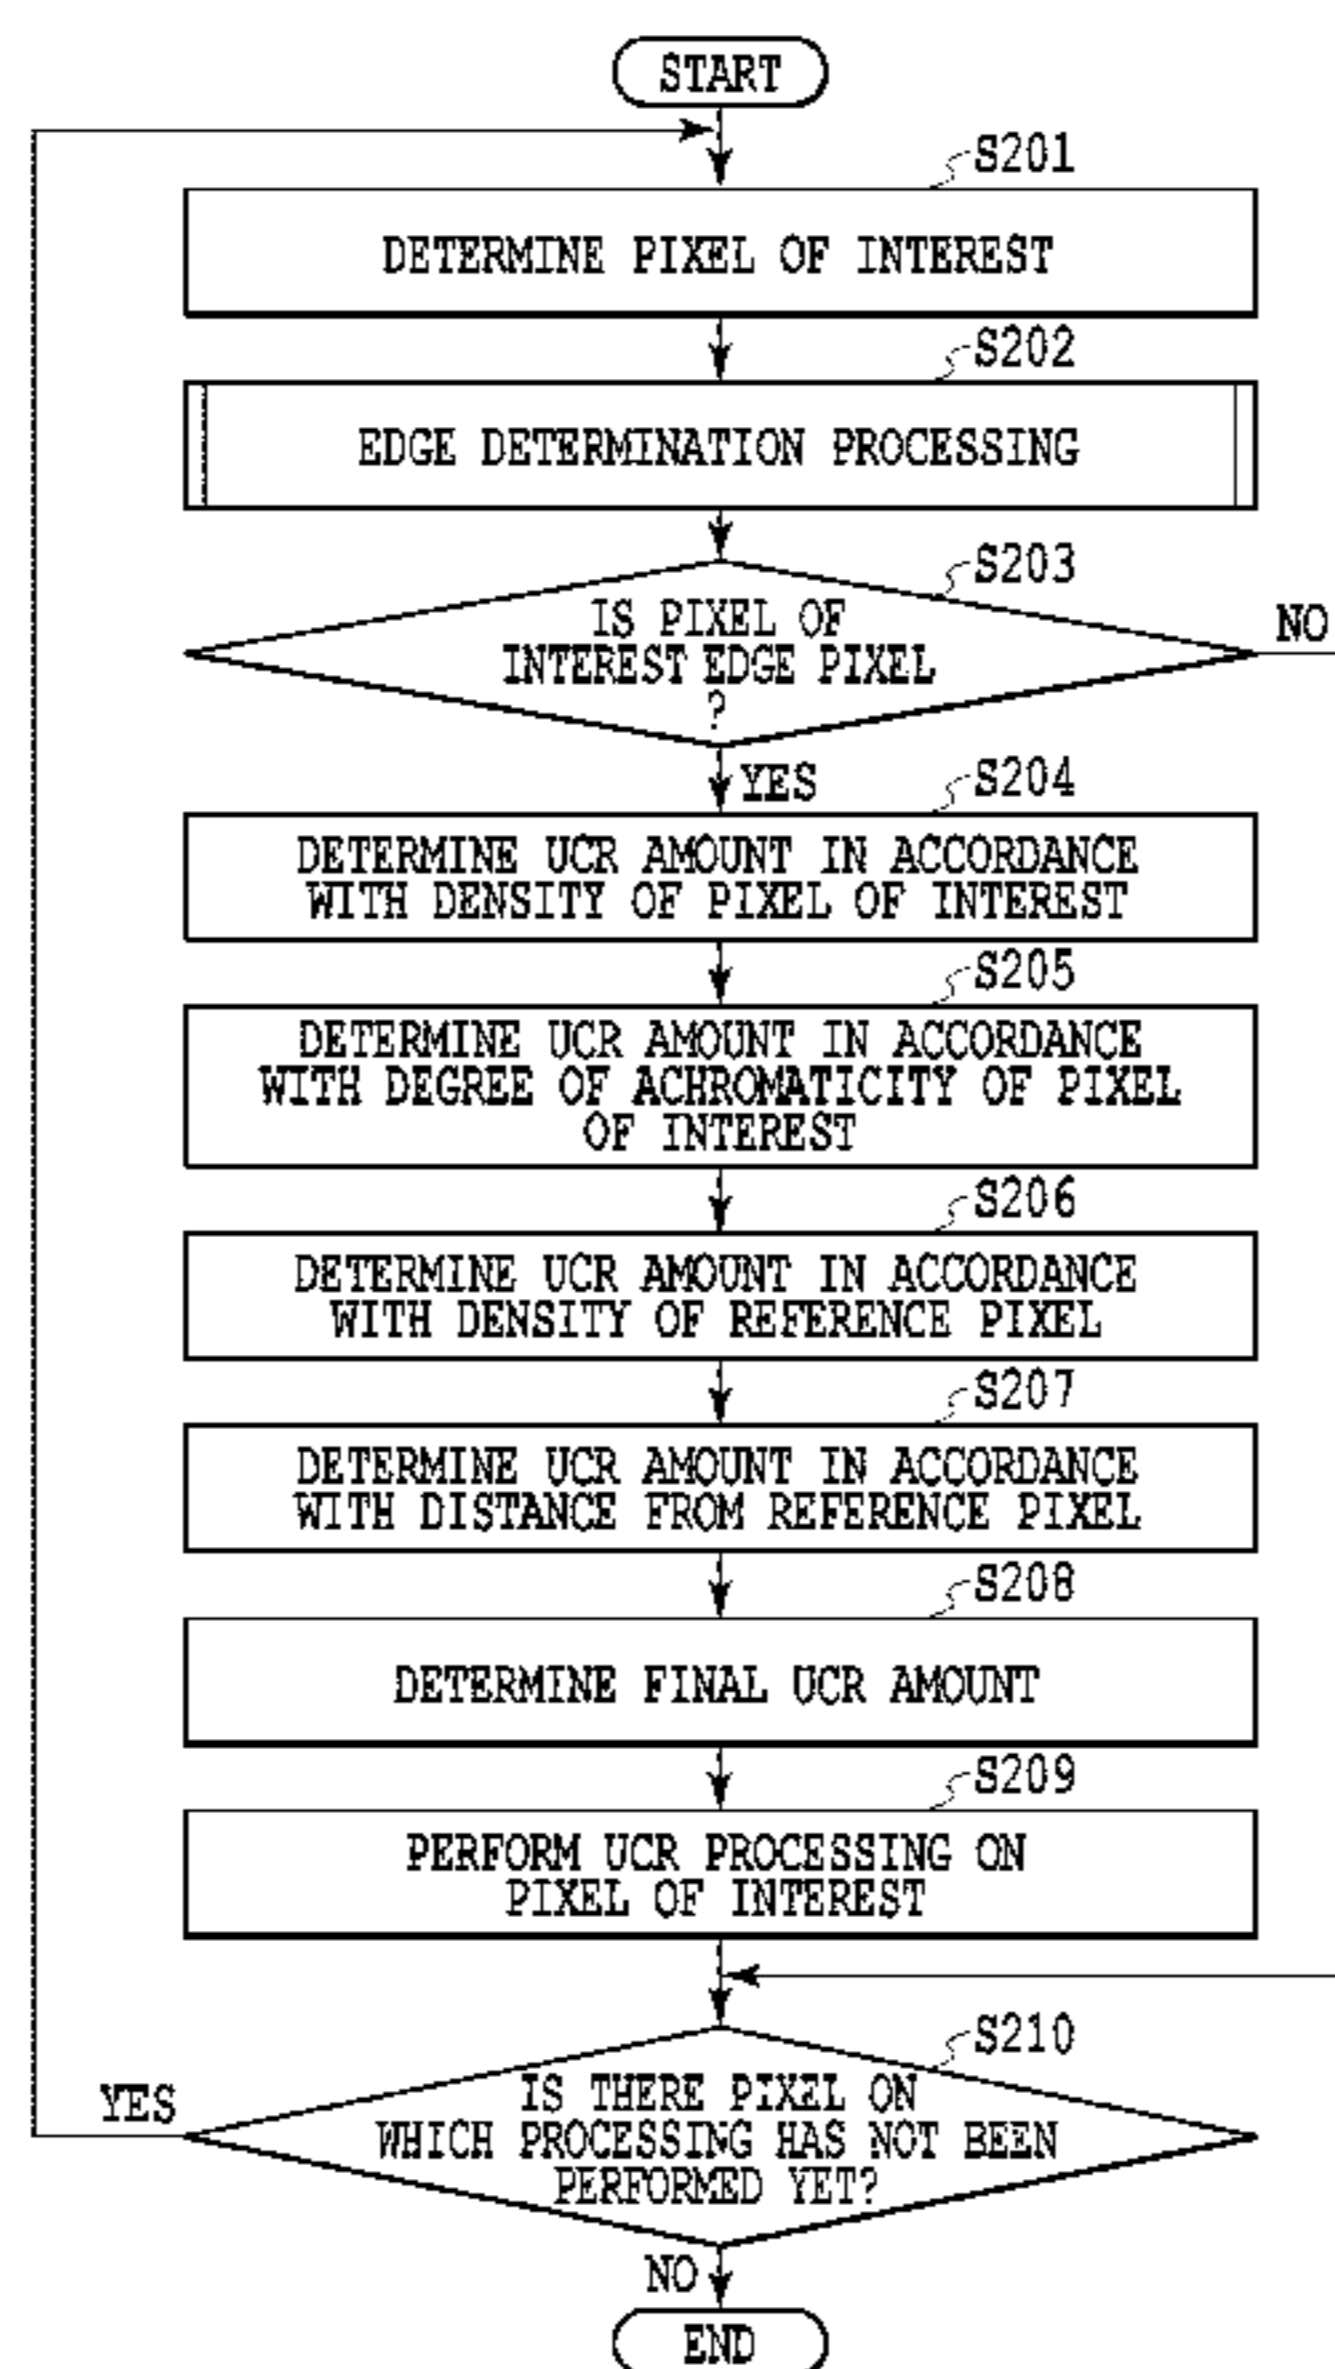 START
S201
DETERMINE PIXEL OF INTEREST
S202
EDGE DETERMINATION PROCESSING
S203
IS PIXEL OF
INTEREST EDGE PIXEL
?
NO
YES
S204
DETERMINE UCR AMOUNT IN ACCORDANCE
WITH DENSITY OF PIXEL OF INTEREST
S205
DETERMINE UCR AMOUNT IN ACCORDANCE
WITH DEGREE OF ACHROMATICITY OF PIXEL
OF INTEREST
S206
DETERMINE UCR AMOUNT IN ACCORDANCE
WITH DENSITY OF REFERENCE PIXEL
S207
DETERMINE UCR AMOUNT IN ACCORDANCE
WITH DISTANCE FROM REFERENCE PIXEL
S208
DETERMINE FINAL UCR AMOUNT
S209
PERFORM UCR PROCESSING ON
PIXEL OF INTEREST
S210
IS THERE PIXEL ON
WHICH PROCESSING HAS NOT BEEN
PERFORMED YET?
YES
NO
END